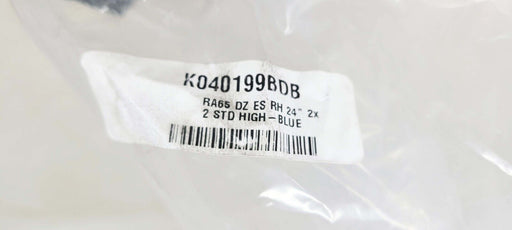 K040199BDB
RA65 DZ ES RH 24" 2x
2 STD HIGH-BLUE